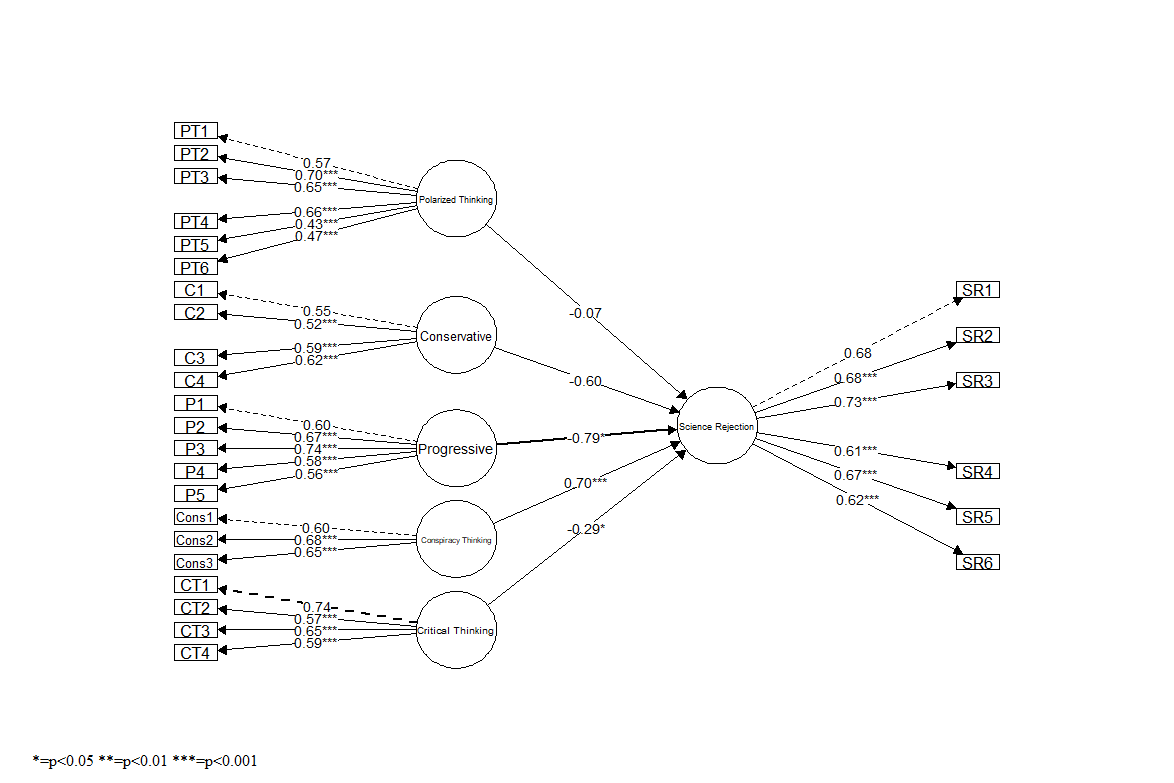 PT1
PT2
PT3
PT4
PT5
PT6
0.57
0.70***
0.65***
0.66***
0.43***
0.47***
Polarized Thinking
C1
C2
C3
C4
0.55
0.52***
0.59***
0.62***
Conservative
P1
P2
P3
P4
P5
0.60
0.67***
0.74***
0.58***
0.56***
Progressive
Cons1
Cons2
Cons3
0.60
0.68***
0.65***
Conspiracy Thinking
CT1
CT2
CT3
CT4
0.74
0.57***
0.65***
0.59***
Critical Thinking
-0.07
-0.60
-0.79*
0.70***
-0.29*
Science Rejection
0.68
0.68***
0.73***
0.61***
0.67***
0.62***
SR1
SR2
SR3
SR4
SR5
SR6
*=p<0.05 **=p<0.01 ***=p<0.001